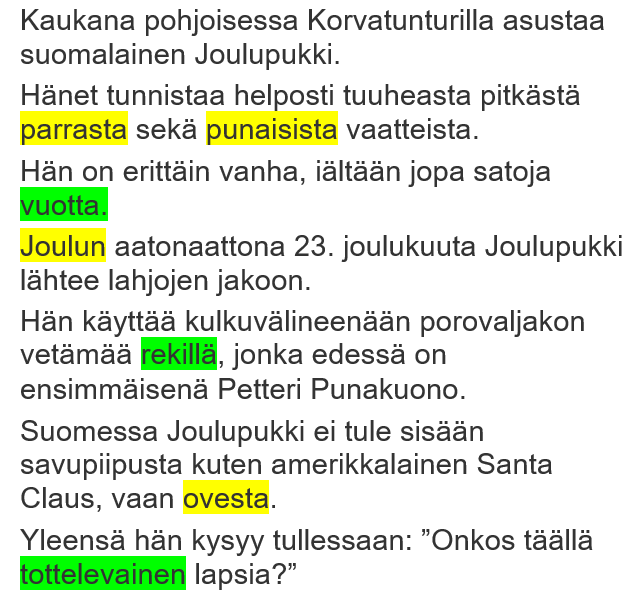 Kaukana pohjoisessa Korvatunturilla asustaa
suomalainen Joulupukki.
Hänet tunnistaa helposti tuuheasta pitkästä
parrasta sekä punaisista vaatteista.
Hän on erittäin vanha, iältään jopa satoja
vuotta.
Joulun aatonaattona 23. joulukuuta Joulupukki
lähtee lahjojen jakoon.
Hän käyttää kulkuvälineenään porovaljakon
vetämää rekillä, jonka edessä on
ensimmäisenä Petteri Punakuono.
Suomessa Joulupukki ei tule sisään
savupiipusta kuten amerikkalainen Santa
Claus, vaan ovesta.
Yleensä hän kysyy tullessaan: ”Onkos täällä
tottelevainen lapsia?”